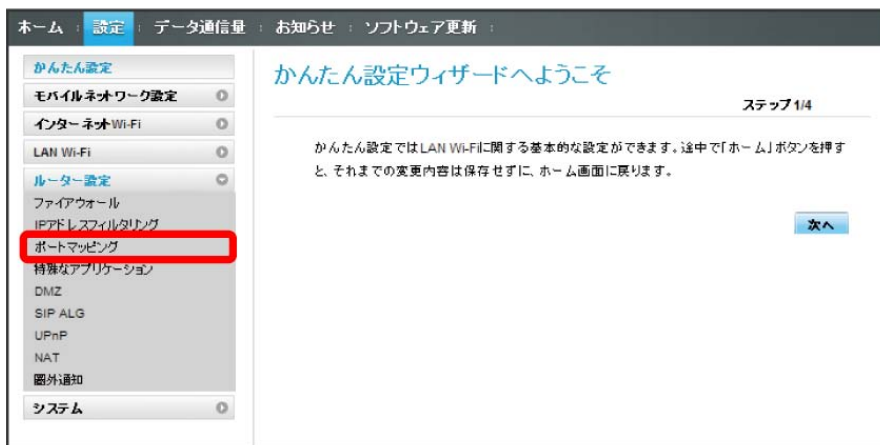 ホーム 設定 データ通信量 お知らせ ソフトウェア更新
かんたん設定
モバイルネットワーク設定
インターネットWi-Fi
LAN Wi-Fi
ルーター設定
ファイアウォール
IPアドレスフィルタリング
ポートマッピング
特殊なアプリケーション
DMZ
SIP ALG
UPnP
NAT
圏外通知
システム
かんたん設定ウィザードへようこそ
ステップ1/4
かんたん設定ではLAN Wi-Fiに関する基本的な設定ができます。途中で「ホーム」ボタンを押す
と、それまでの変更内容は保存せずに、ホーム画面に戻ります。
次へ